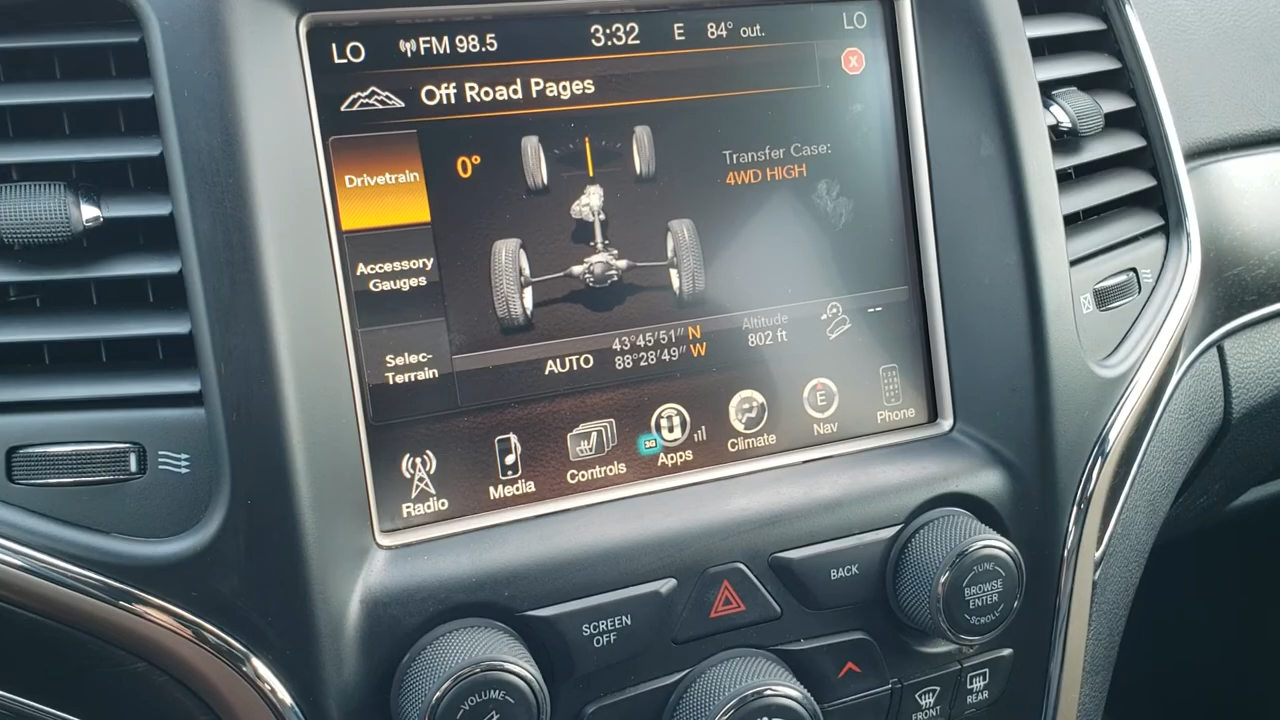 LO
FM 98.5
3:32
E
84° out.
LO
X
Off Road Pages
Drivetrain
0°
Transfer Case:
4WD HIGH
Accessory
Gauges
Selec-
Terrain
AUTO
43°45'51" N
88°28'49" W
Altitude
802 ft
--
Radio
Media
Controls
3G
Apps
Climate
E
Nav
Phone
SCREEN
OFF
BACK
TUNE
BROWSE
ENTER
SCROLL
VOLUME
FRONT
REAR